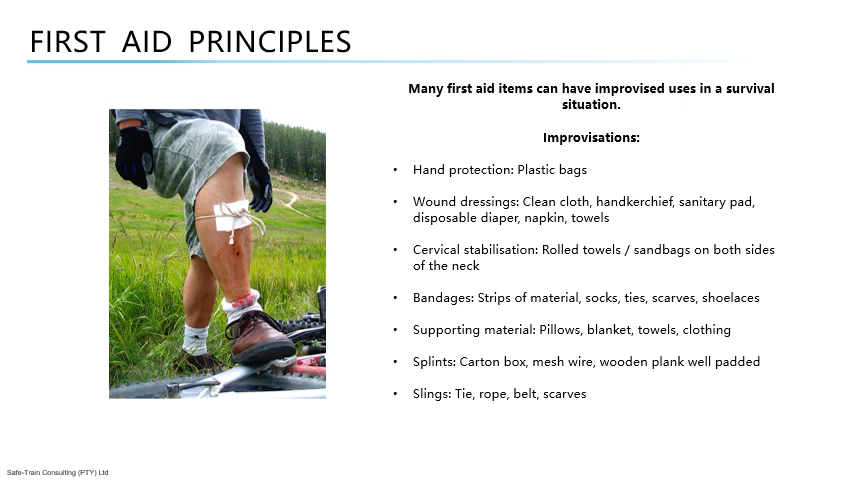 FIRST AID PRINCIPLES
Many first aid items can have improvised uses in a survival
situation.
Improvisations:
• Hand protection: Plastic bags
• Wound dressings: Clean cloth, handkerchief, sanitary pad,
disposable diaper, napkin, towels
• Cervical stabilisation: Rolled towels / sandbags on both sides
of the neck
• Bandages: Strips of material, socks, ties, scarves, shoelaces
• Supporting material: Pillows, blanket, towels, clothing
• Splints: Carton box, mesh wire, wooden plank well padded
• Slings: Tie, rope, belt, scarves
Safe-Train Consulting (PTY) Ltd